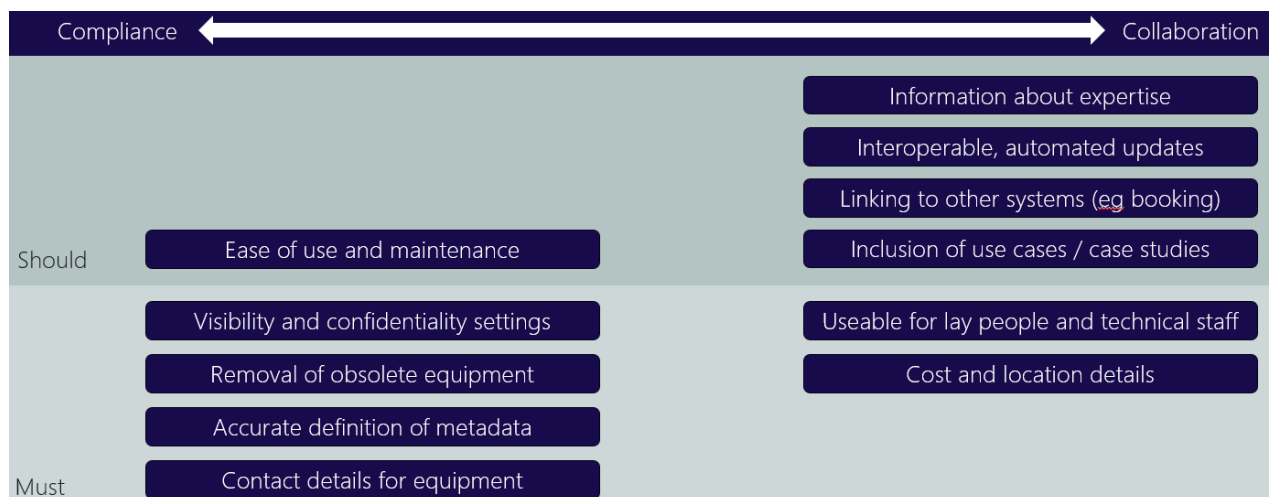 Compliance
Collaboration
Information about expertise
Interoperable, automated updates
Linking to other systems (eg booking)
Should
Ease of use and maintenance
Inclusion of use cases / case studies
Visibility and confidentiality settings
Useable for lay people and technical staff
Removal of obsolete equipment
Cost and location details
Accurate definition of metadata
Must
Contact details for equipment